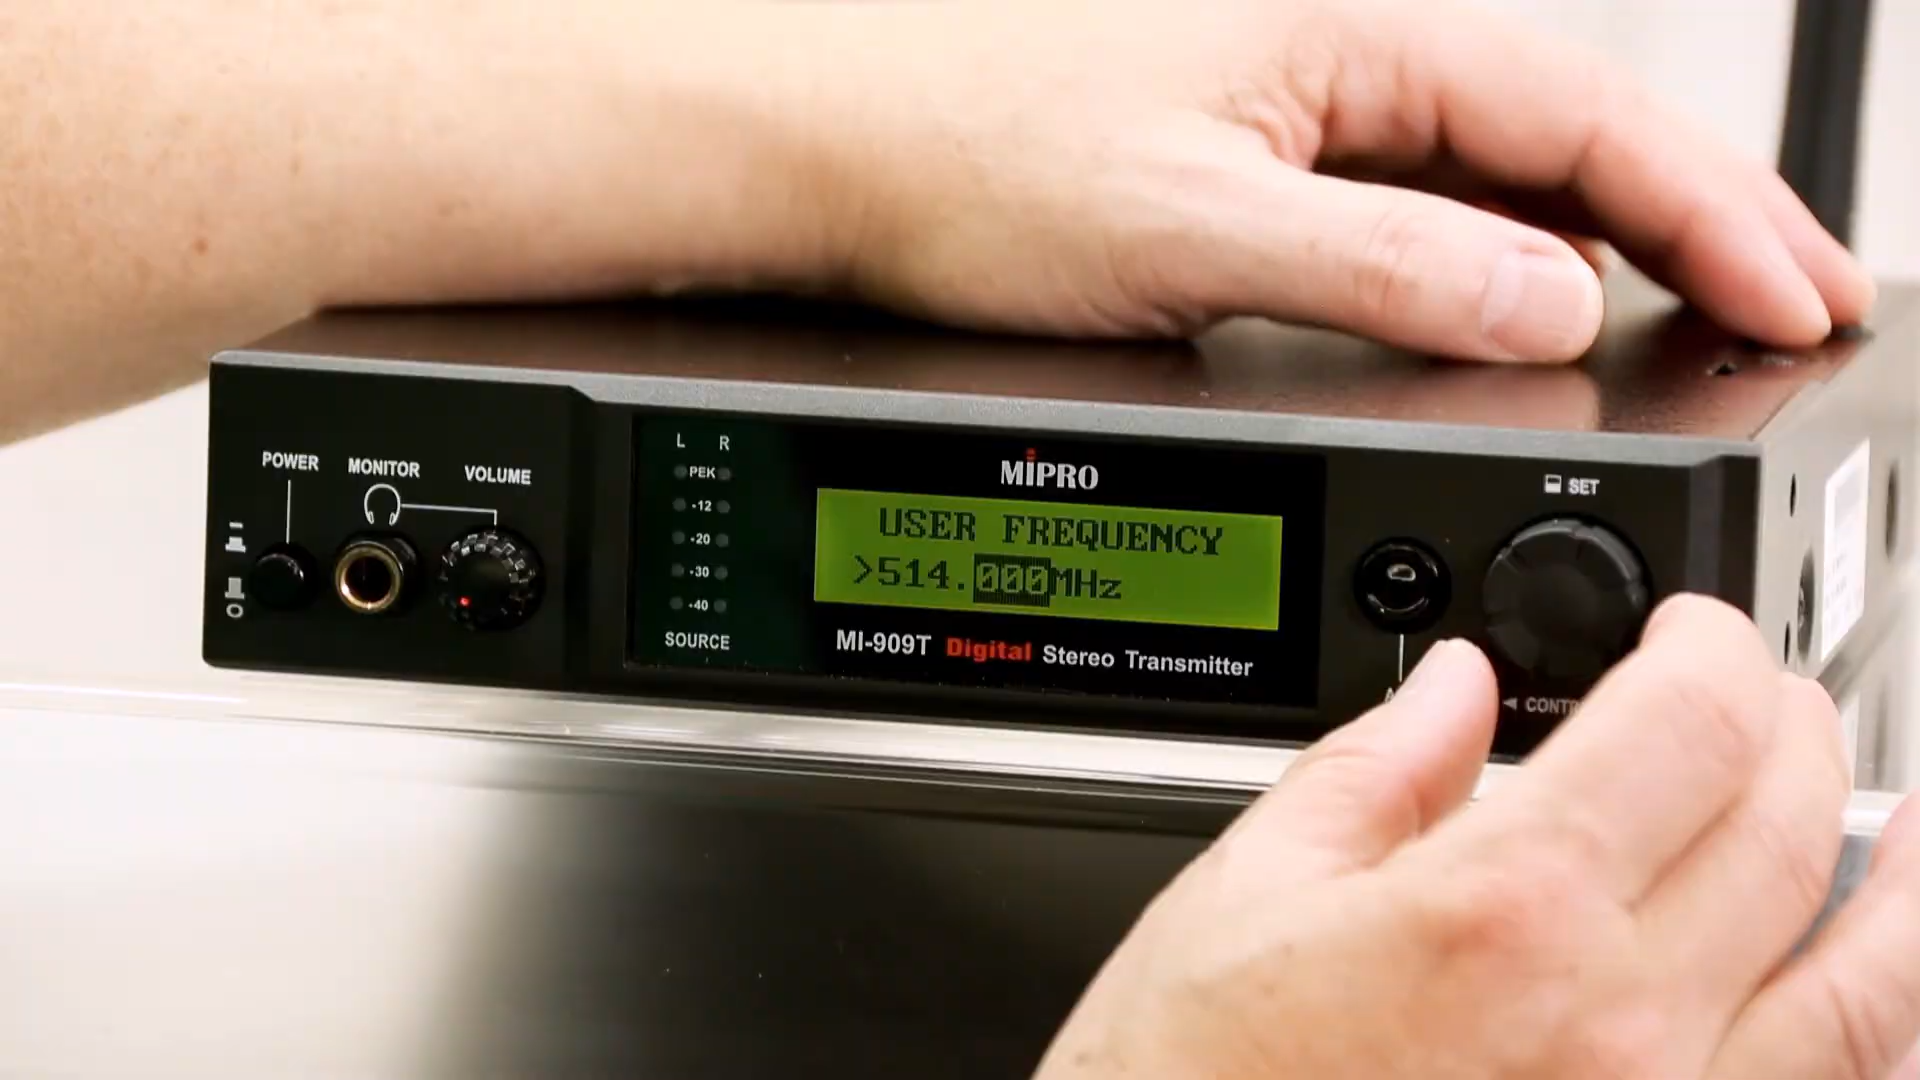 POWER
MONITOR
VOLUME
L R
PEK
-12
-20
-30
-40
SOURCE
MIPRO
USER FREQUENCY
>514.000MHz
MI-909T Digital Stereo Transmitter
SET